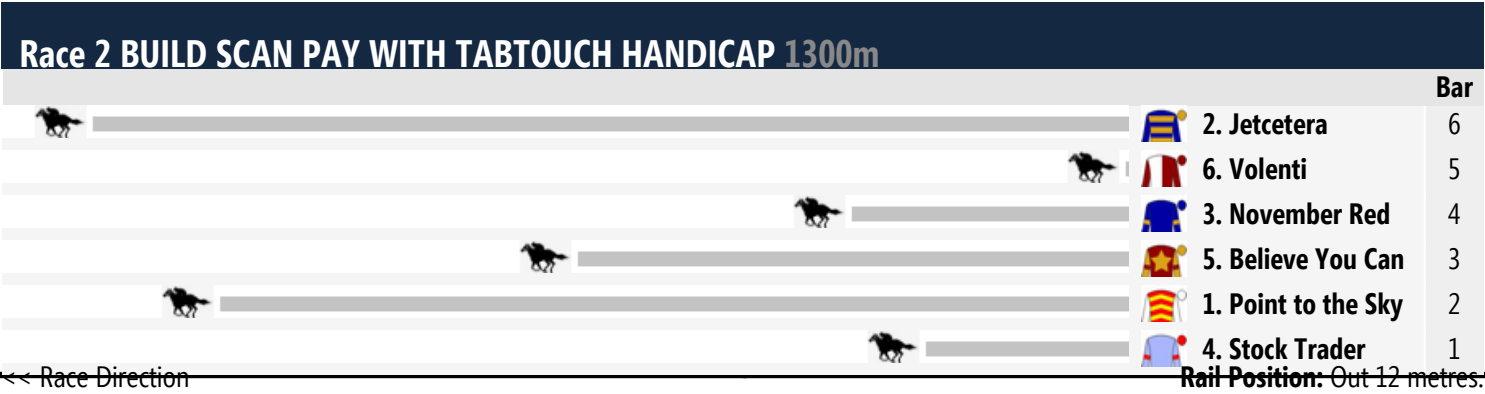 Race 2 BUILD SCAN PAY WITH TABTOUCH HANDICAP 1300m
Bar
2. Jetcetera 6
6. Volenti 5
3. November Red 4
5. Believe You Can 3
1. Point to the Sky 2
4. Stock Trader 1
<< Race Direction Rail Position: Out 12 metres.